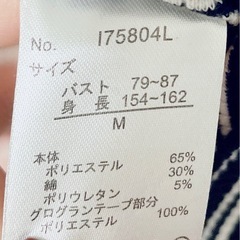 No. I75804L
サイズ
バスト 79~87
身長 154~162
M
本体
ポリエステル 65%
綿 30%
ポリウレタン 5%
グログランテープ部分
ポリエステル 100%